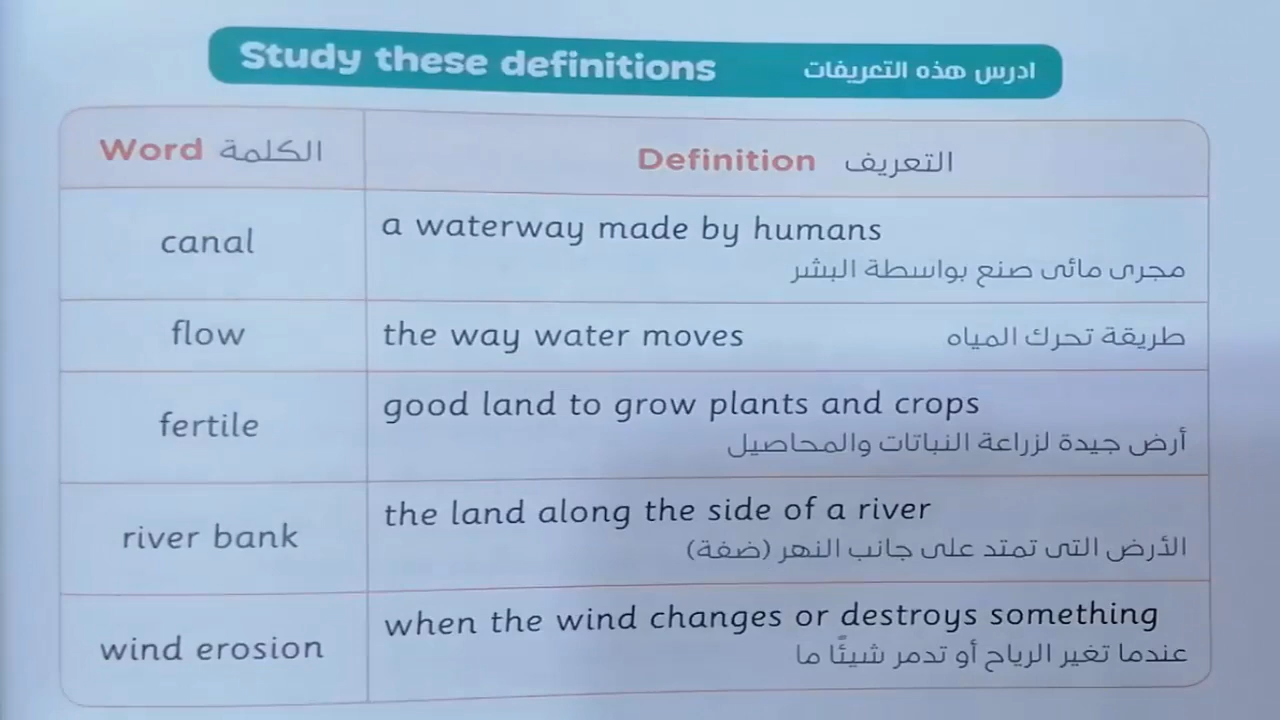 Study these definitions ادرس هذه التعريفات
Word الكلمة
Definition التعريف
canal
a waterway made by humans
مجرى مائى صنع بواسطة البشر
flow
the way water moves طريقة تحرك المياه
fertile
good land to grow plants and crops
أرض جيدة لزراعة النباتات والمحاصيل
river bank
the land along the side of a river
الأرض التى تمتد على جانب النهر (ضفة)
wind erosion
when the wind changes or destroys something
عندما تغير الرياح أو تدمر شيئًا ما